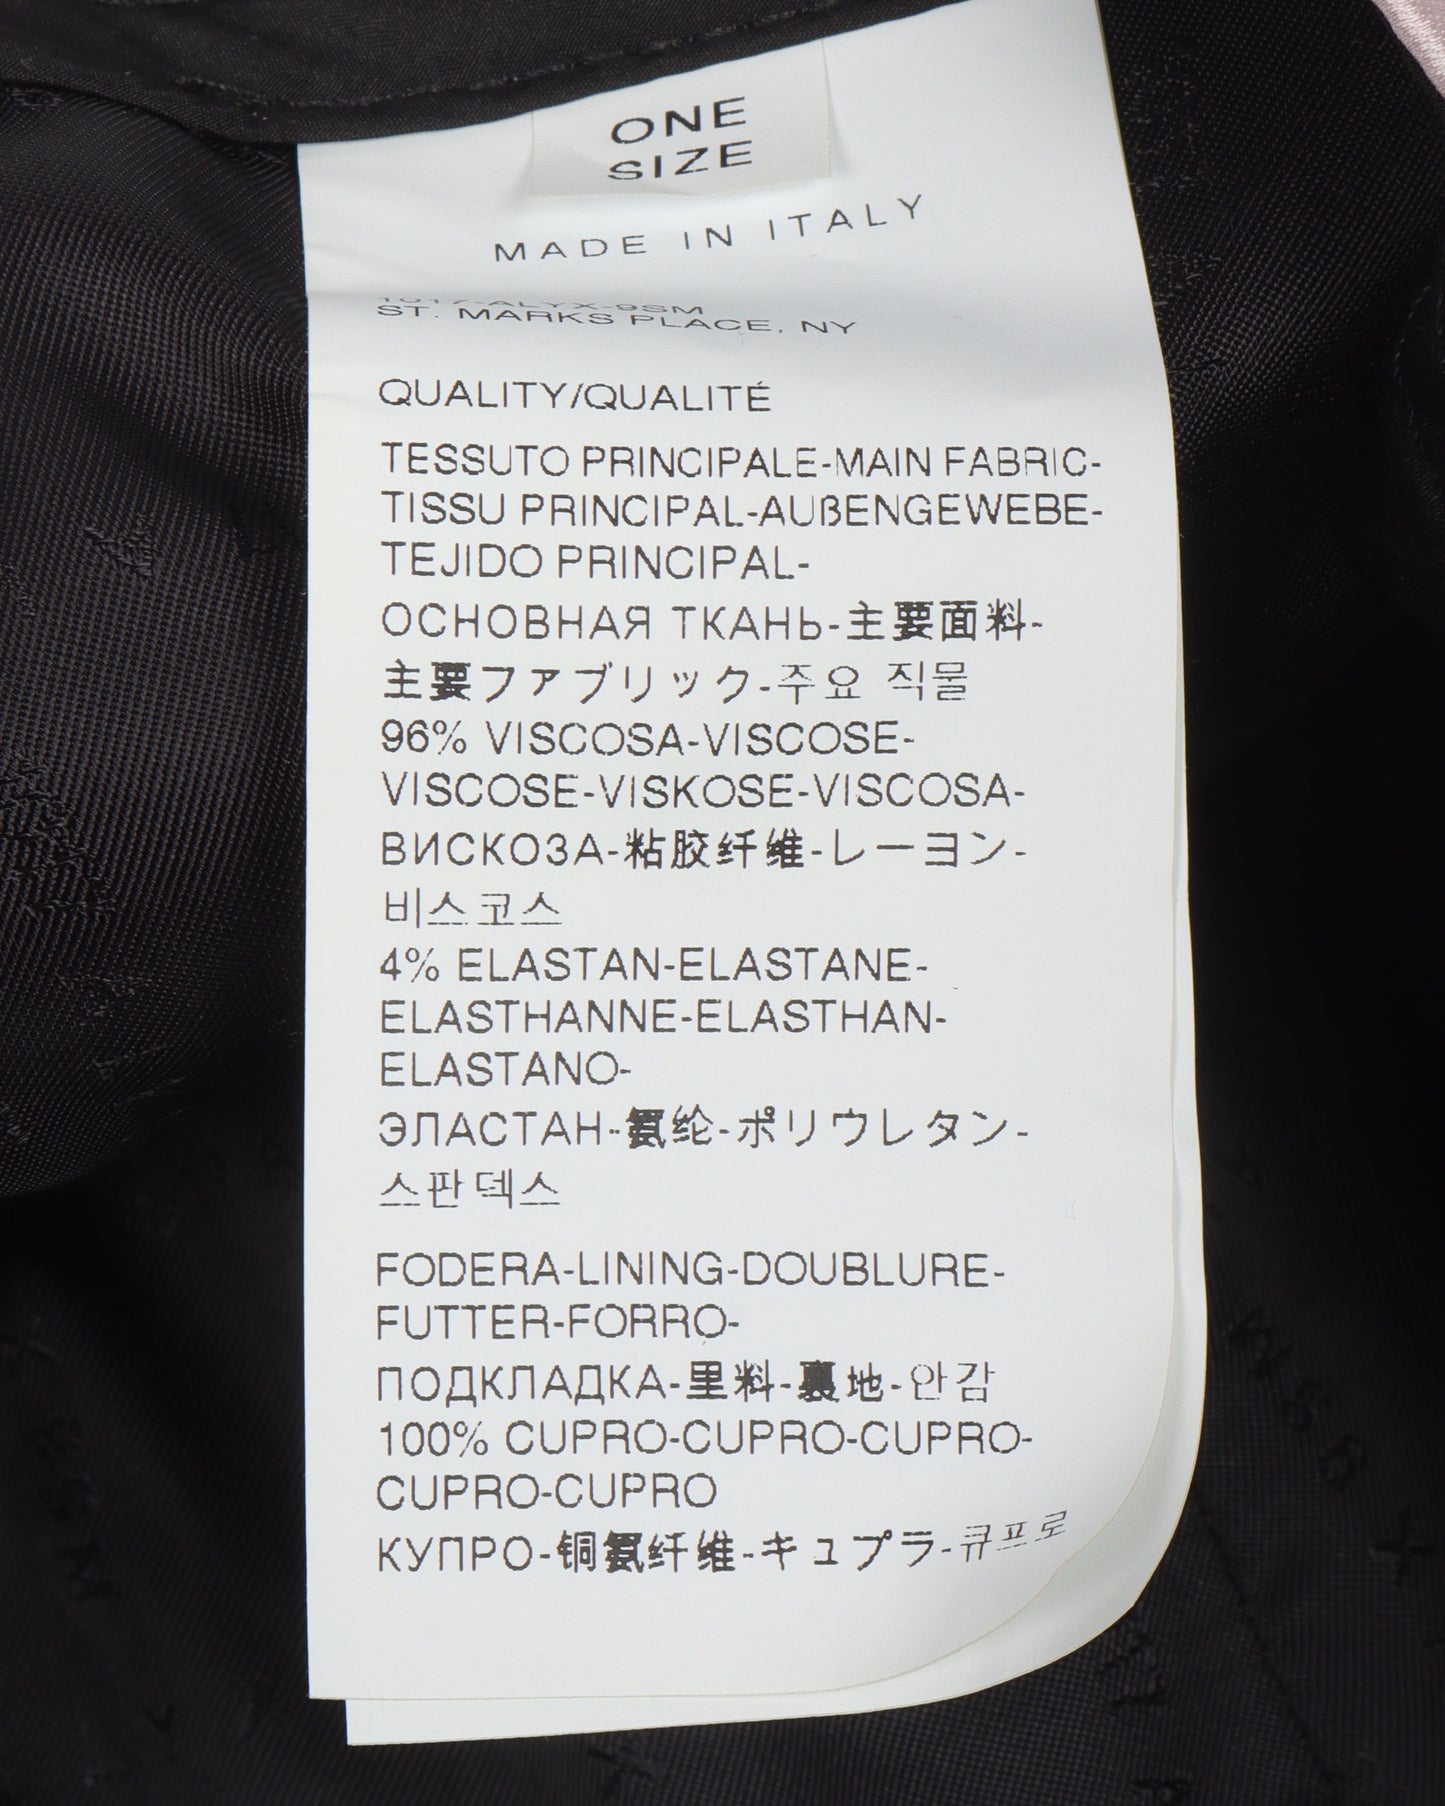 ONE
SIZE
MADE IN ITALY
1017-ALYX-9SM
ST. MARKS PLACE, NY
QUALITY/QUALITÉ
TESSUTO PRINCIPALE-MAIN FABRIC-
TISSU PRINCIPAL-AUßENGEWEBE-
TEJIDO PRINCIPAL-
ОСНОВНАЯ ТКАНЬ-主要面料-
主要ファブリック-주요 직물
96% VISCOSA-VISCOSE-
VISCOSE-VISKOSE-VISCOSA-
ВИСКОЗА-粘胶纤维-レーヨン-
비스코스
4% ELASTAN-ELASTANE-
ELASTHANNE-ELASTHAN-
ELASTANO-
ЭЛАСТАН-氨纶-ポリウレタン-
스판덱스
FODERA-LINING-DOUBLURE-
FUTTER-FORRO-
ПОДКЛАДКА-里料-裏地-안감
100% CUPRO-CUPRO-CUPRO-
CUPRO-CUPRO
КУПРО-铜氨纤维-キュプラ-큐프로